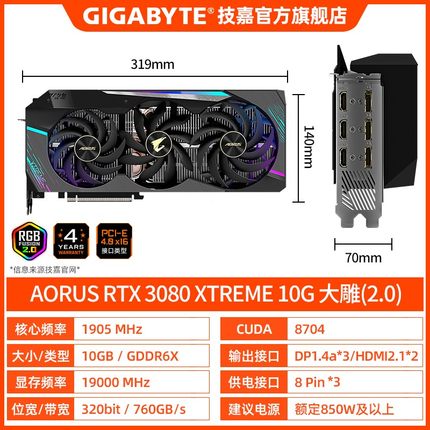 GIGABYTE™ 技嘉官方旗舰店
319mm
140mm
70mm
AORUS
AORUS
RGB
FUSION
2.0
4
YEARS
WARRANTY
PCI-E
4.0x16
接口类型
*信息来源技嘉官网*
AORUS RTX 3080 XTREME 10G 大雕(2.0)
核心频率 1905 MHz CUDA 8704
大小/类型 10GB / GDDR6X 输出接口 DP1.4a*3/HDMI2.1*2
显存频率 19000 MHz 供电接口 8 Pin *3
位宽/带宽 320bit / 760GB/s 建议电源 额定850W及以上